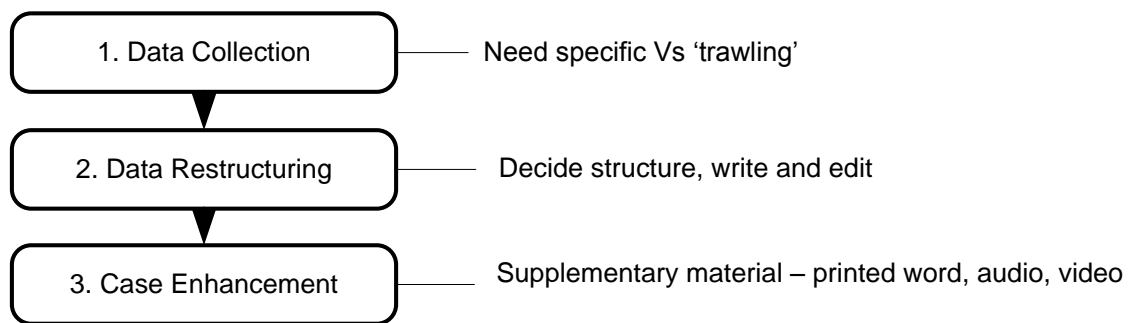 1. Data Collection
Need specific Vs ‘trawling’
2. Data Restructuring
Decide structure, write and edit
3. Case Enhancement
Supplementary material – printed word, audio, video